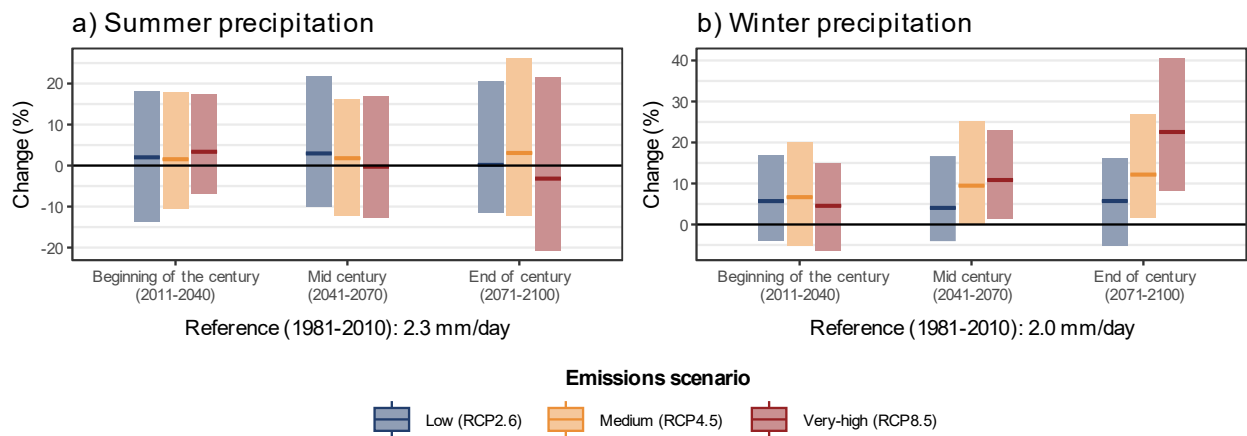 a) Summer precipitation
Change (%)
20
10
0
-10
-20
Beginning of the century
(2011-2040)
Mid century
(2041-2070)
End of century
(2071-2100)
Reference (1981-2010): 2.3 mm/day
b) Winter precipitation
Change (%)
40
30
20
10
0
Beginning of the century
(2011-2040)
Mid century
(2041-2070)
End of century
(2071-2100)
Reference (1981-2010): 2.0 mm/day
Emissions scenario
Low (RCP2.6)
Medium (RCP4.5)
Very-high (RCP8.5)